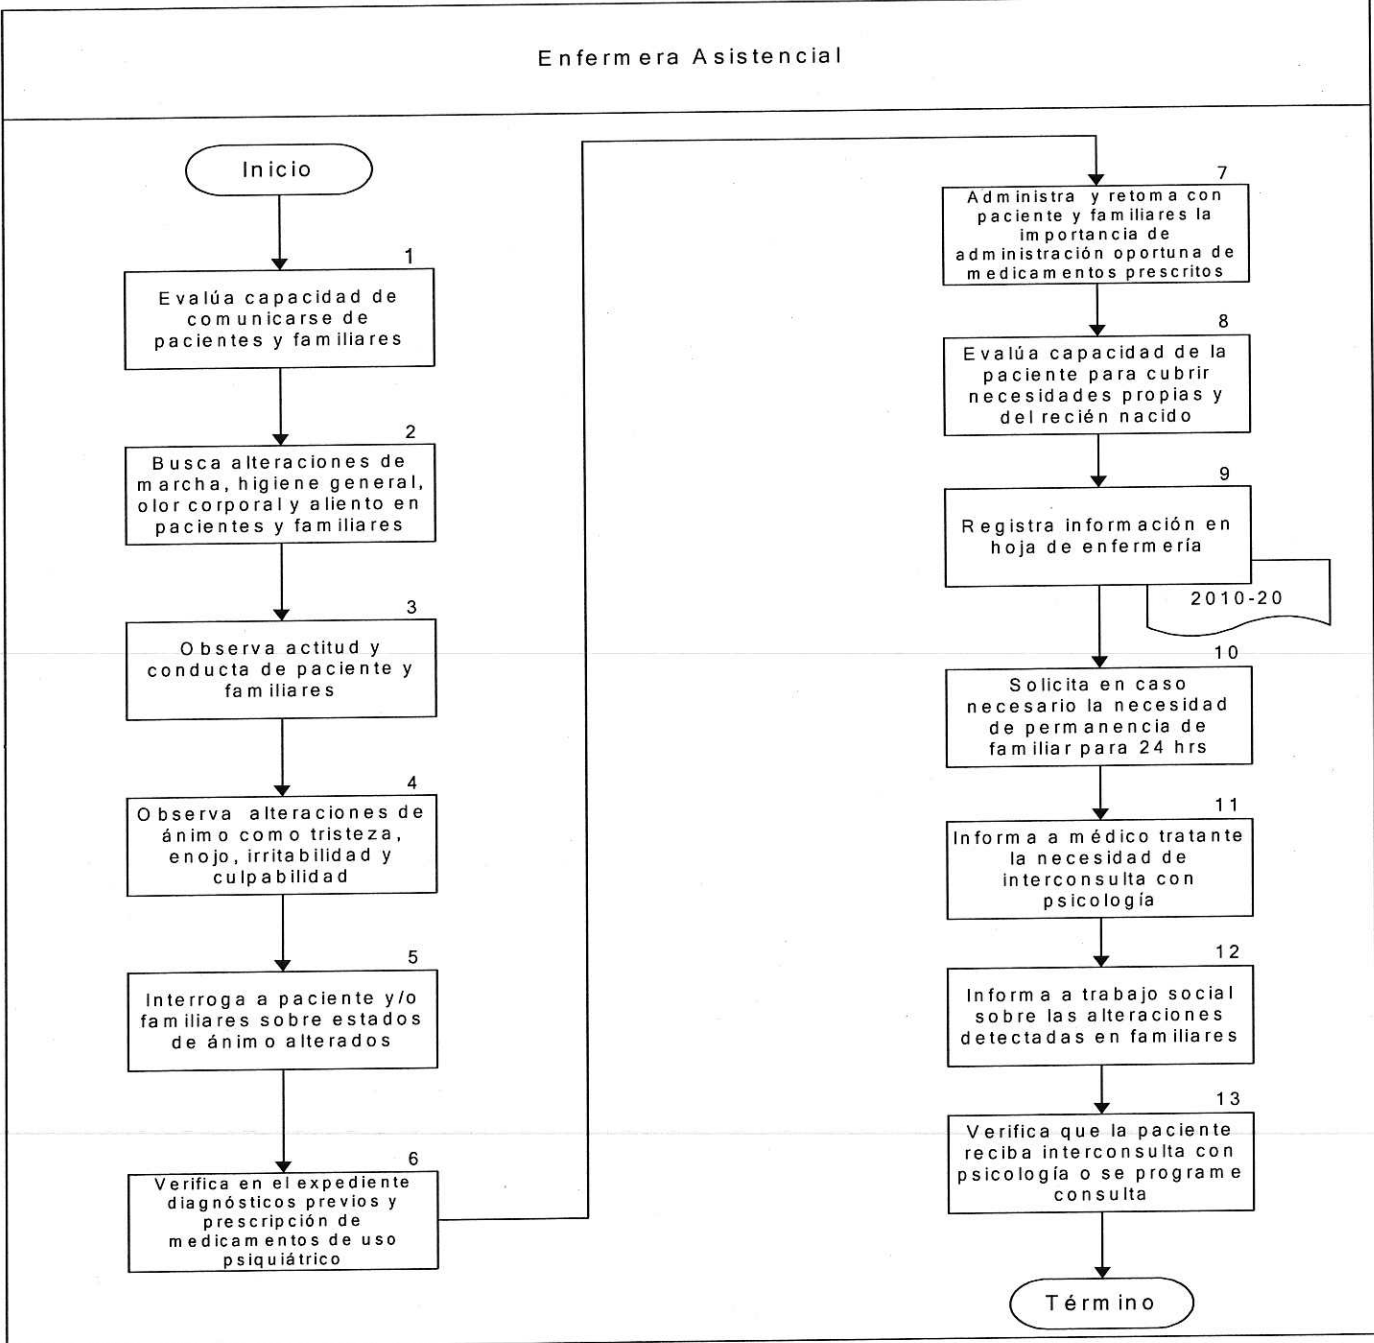 Enfermera Asistencial
Inicio
1
Evalúa capacidad de
comunicarse de
pacientes y familiares
2
Busca alteraciones de
marcha, higiene general,
olor corporal y aliento en
pacientes y familiares
3
Observa actitud y
conducta de paciente y
familiares
4
Observa alteraciones de
ánimo como tristeza,
enojo, irritabilidad y
culpabilidad
5
Interroga a paciente y/o
familiares sobre estados
de ánimo alterados
6
Verifica en el expediente
diagnósticos previos y
prescripción de
medicamentos de uso
psiquiátrico
7
Administra y retoma con
paciente y familiares la
importancia de
administración oportuna de
medicamentos prescritos
8
Evalúa capacidad de la
paciente para cubrir
necesidades propias y
del recién nacido
9
Registra información en
hoja de enfermería
2010-20
10
Solicita en caso
necesario la necesidad
de permanencia de
familiar para 24 hrs
11
Informa a médico tratante
la necesidad de
interconsulta con
psicología
12
Informa a trabajo social
sobre las alteraciones
detectadas en familiares
13
Verifica que la paciente
reciba interconsulta con
psicología o se programe
consulta
Término